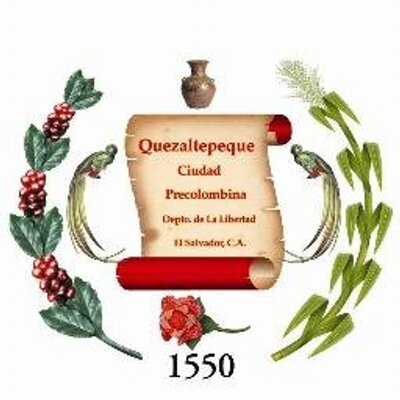 Quezaltepeque
Ciudad
Precolombina
Depto. de La Libertad
El Salvador, C.A.
1550